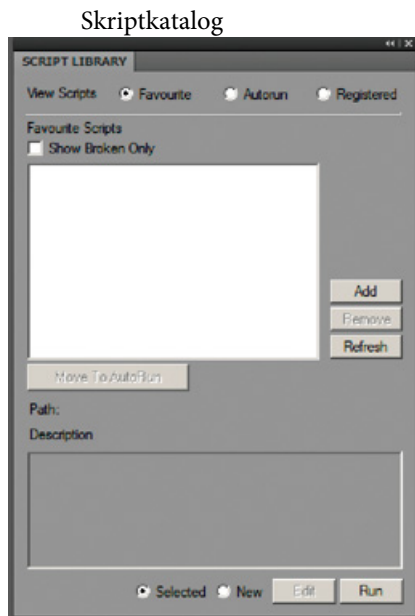 Skriptkatalog
SCRIPT LIBRARY
View Scripts Favourite Autorun Registered
Favourite Scripts
Show Broken Only
Add
Remove
Refresh
Move To AutoRun
Path:
Description
Selected New Edit Run